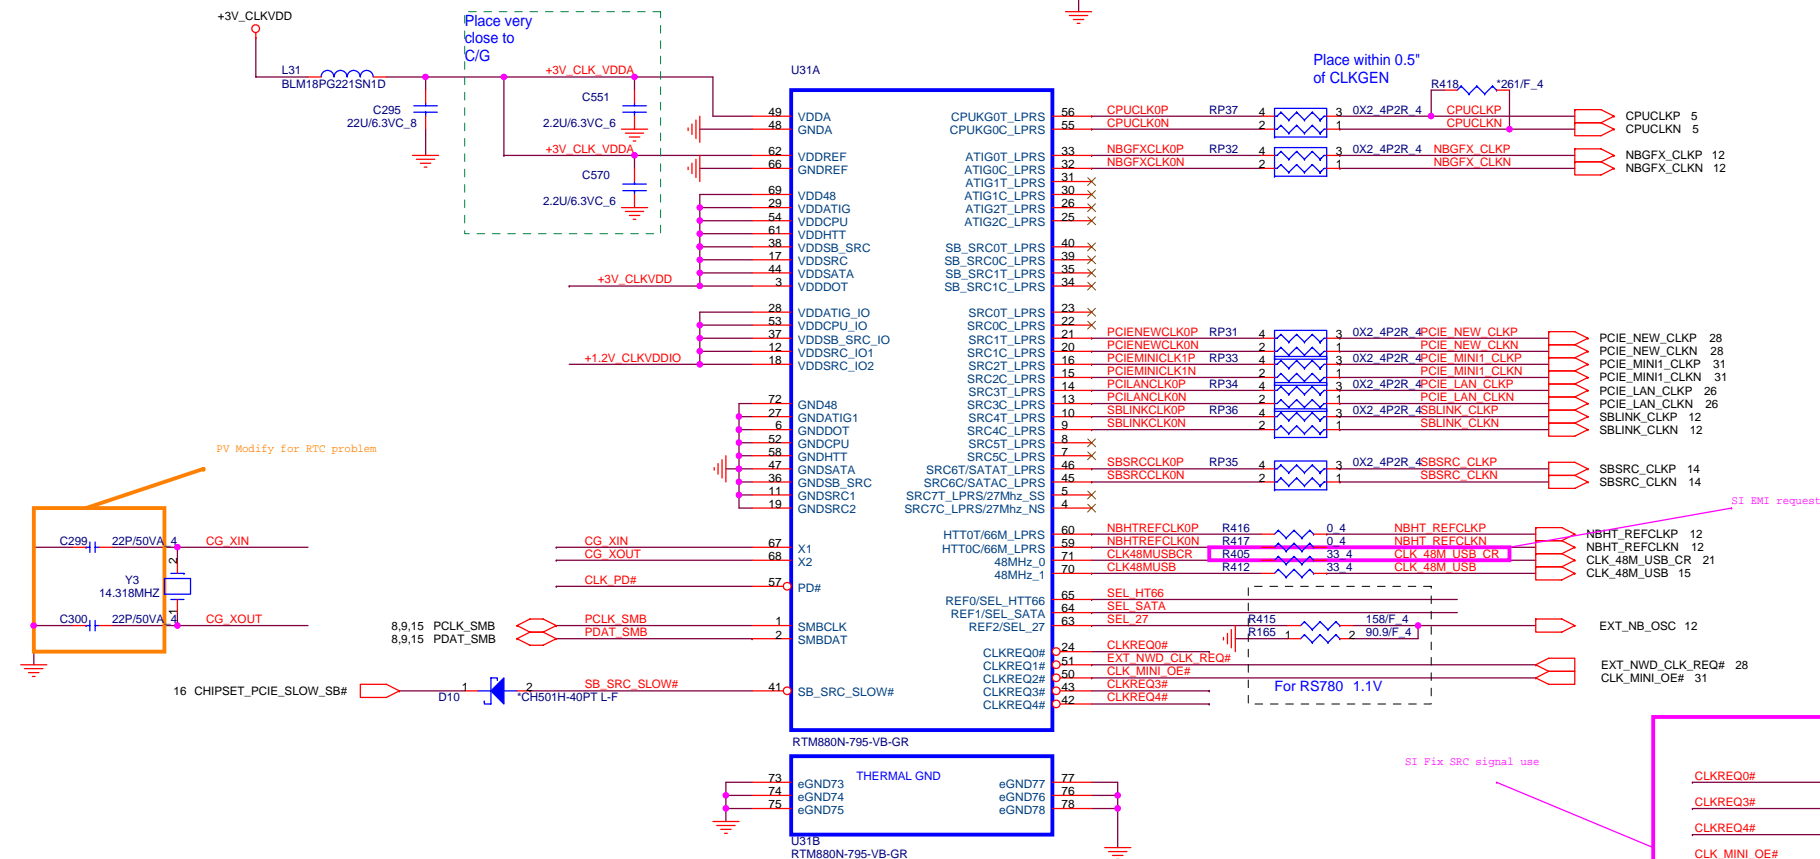 +3V_CLKVDD
Place very
close to
C/G
L31
BLM18PG221SN1D
+3V_CLK_VDDA
C295
22U/6.3VC_8
C551
2.2U/6.3VC_6
+3V_CLK_VDDA
C570
2.2U/6.3VC_6
+3V_CLKVDD
+1.2V_CLKVDDIO
U31A
49 VDDA
48 GNDA
62 VDDREF
66 GNDREF
69 VDD48
29 VDDATIG
54 VDDCPU
61 VDDHTT
38 VDDSB_SRC
17 VDDSRC
44 VDDSATA
3 VDDDOT
28 VDDATIG_IO
53 VDDCPU_IO
37 VDDSB_SRC_IO
12 VDDSRC_IO1
18 VDDSRC_IO2
72 GND48
27 GNDATIG1
6 GNDDOT
52 GNDCPU
58 GNDHTT
47 GNDSATA
36 GNDSB_SRC
11 GNDSRC1
19 GNDSRC2
CG_XIN 67 X1
CG_XOUT 68 X2
CLK_PD# 57 PD#
8,9,15 PCLK_SMB PCLK_SMB 1 SMBCLK
8,9,15 PDAT_SMB PDAT_SMB 2 SMBDAT
16 CHIPSET_PCIE_SLOW_SB# 1 D10 2 *CH501H-40PT L-F SB_SRC_SLOW# 41 SB_SRC_SLOW#
PV Modify for RTC problem
C299 22P/50VA_4 CG_XIN
2
Y3
14.318MHZ
1
C300 22P/50VA_4 CG_XOUT
Place within 0.5"
of CLKGEN
R418 *261/F_4
CPUKG0T_LPRS 56 CPUCLK0P RP37 4 3 0X2_4P2R_4 CPUCLKP CPUCLKP 5
CPUKG0C_LPRS 55 CPUCLK0N 2 1 CPUCLKN CPUCLKN 5
ATIG0T_LPRS 33 NBGFXCLK0P RP32 4 3 0X2_4P2R_4 NBGFX_CLKP NBGFX_CLKP 12
ATIG0C_LPRS 32 NBGFXCLK0N 2 1 NBGFX_CLKN NBGFX_CLKN 12
ATIG1T_LPRS 31
ATIG1C_LPRS 30
ATIG2T_LPRS 26
ATIG2C_LPRS 25
SB_SRC0T_LPRS 40
SB_SRC0C_LPRS 39
SB_SRC1T_LPRS 35
SB_SRC1C_LPRS 34
SRC0T_LPRS 23
SRC0C_LPRS 22
SRC1T_LPRS 21 PCIENEWCLK0P RP31 4 3 0X2_4P2R_4 PCIE_NEW_CLKP PCIE_NEW_CLKP 28
SRC1C_LPRS 20 PCIENEWCLK0N 2 1 PCIE_NEW_CLKN PCIE_NEW_CLKN 28
SRC2T_LPRS 16 PCIEMINICLK1P RP33 4 3 0X2_4P2R_4 PCIE_MINI1_CLKP PCIE_MINI1_CLKP 31
SRC2C_LPRS 15 PCIEMINICLK1N 2 1 PCIE_MINI1_CLKN PCIE_MINI1_CLKN 31
SRC3T_LPRS 14 PCILANCLK0P RP34 4 3 0X2_4P2R_4 PCIE_LAN_CLKP PCIE_LAN_CLKP 26
SRC3C_LPRS 13 PCILANCLK0N 2 1 PCIE_LAN_CLKN PCIE_LAN_CLKN 26
SRC4T_LPRS 10 SBLINKCLK0P RP36 4 3 0X2_4P2R_4 SBLINK_CLKP SBLINK_CLKP 12
SRC4C_LPRS 9 SBLINKCLK0N 2 1 SBLINK_CLKN SBLINK_CLKN 12
SRC5T_LPRS 8
SRC5C_LPRS 7
SRC6T/SATAT_LPRS 46 SBSRCCLK0P RP35 4 3 0X2_4P2R_4 SBSRC_CLKP SBSRC_CLKP 14
SRC6C/SATAC_LPRS 45 SBSRCCLK0N 2 1 SBSRC_CLKN SBSRC_CLKN 14
SRC7T_LPRS/27Mhz_SS 5
SRC7C_LPRS/27Mhz_NS 4
SI EMI request
HTT0T/66M_LPRS 60 NBHTREFCLK0P R416 0_4 NBHT_REFCLKP NBHT_REFCLKP 12
HTT0C/66M_LPRS 59 NBHTREFCLK0N R417 0_4 NBHT_REFCLKN NBHT_REFCLKN 12
48MHz_0 71 CLK48MUSBCR R405 33_4 CLK_48M_USB_CR CLK_48M_USB_CR 21
48MHz_1 70 CLK48MUSB R412 33_4 CLK_48M_USB CLK_48M_USB 15
REF0/SEL_HTT66 65 SEL_HT66
REF1/SEL_SATA 64 SEL_SATA
REF2/SEL_27 63 SEL_27 R415 158/F_4 EXT_NB_OSC 12
R165 1 2 90.9/F_4
CLKREQ0# 24 CLKREQ0#
CLKREQ1# 51 EXT_NWD_CLK_REQ# EXT_NWD_CLK_REQ# 28
CLKREQ2# 50 CLK_MINI_OE# CLK_MINI_OE# 31
CLKREQ3# 43 CLKREQ3#
CLKREQ4# 42 CLKREQ4#
For RS780 1.1V
RTM880N-795-VB-GR
THERMAL GND
73 eGND73 eGND77 77
74 eGND74 eGND76 76
75 eGND75 eGND78 78
U31B
RTM880N-795-VB-GR
SI Fix SRC signal use
CLKREQ0#
CLKREQ3#
CLKREQ4#
CLK_MINI_OE#